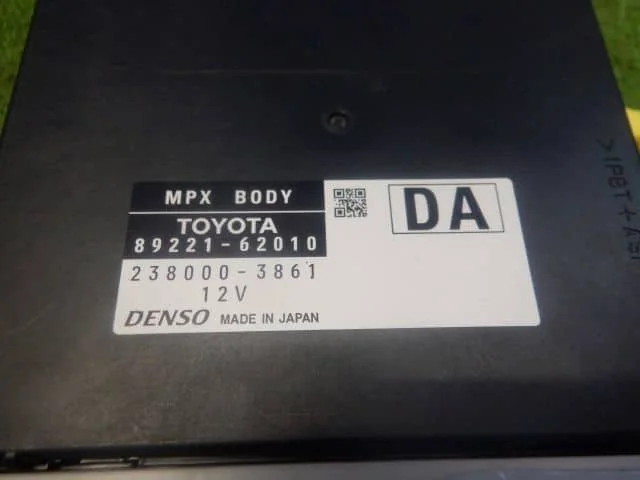 MPX BODY
TOYOTA
89221-62010
238000-3861
12V
DENSO MADE IN JAPAN
DA